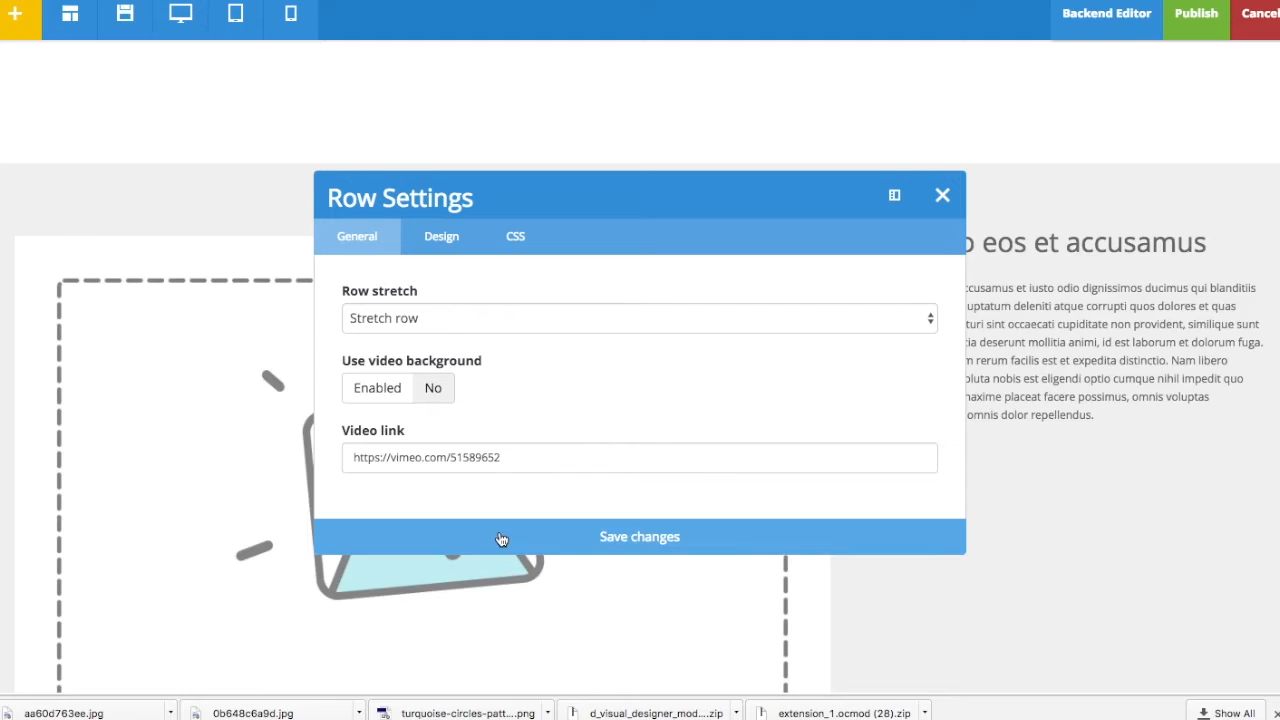 Backend Editor
Publish
Cancel
Row Settings
General
Design
CSS
eos et accusamus
Row stretch
Stretch row
ccusamus et iusto odio dignissimos ducimus qui blanditiis
uptatum deleniti atque corrupti quos dolores et quas
turi sint occaecati cupiditate non provident, similique sunt
tia deserunt mollitia animi, id est laborum et dolorum fuga.
Use video background
Enabled
No
m rerum facilis est et expedita distinctio. Nam libero
oluta nobis est eligendi optio cumque nihil impedit quo
maxime placeat facere possimus, omnis voluptas
omnis dolor repellendus.
Video link
https://vimeo.com/51589652
Save changes
aa60d763ee.jpg
0b648c6a9d.jpg
turquoise-circles-patt....png
d_visual_designer_mod....zip
extension_1.ocmod (28).zip
Show All